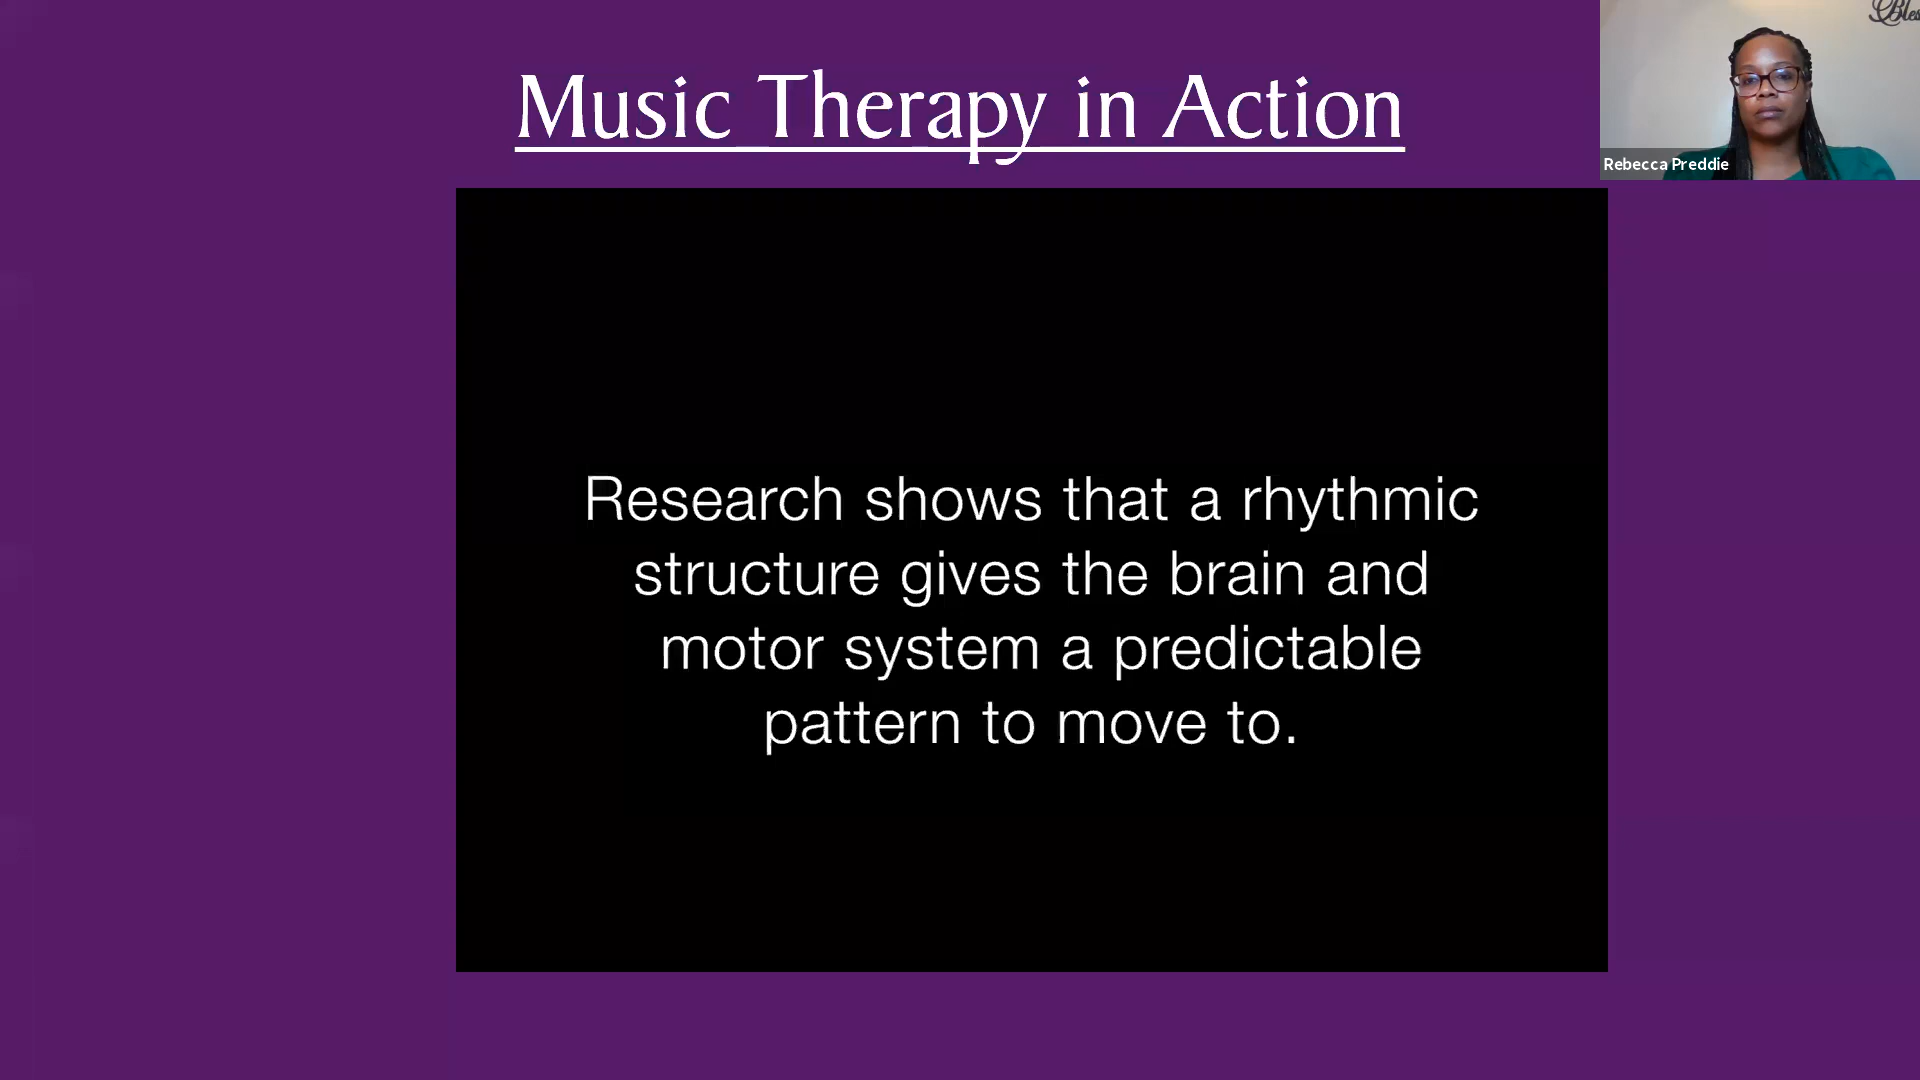 Music Therapy in Action
Rebecca Preddie
Research shows that a rhythmic
structure gives the brain and
motor system a predictable
pattern to move to.